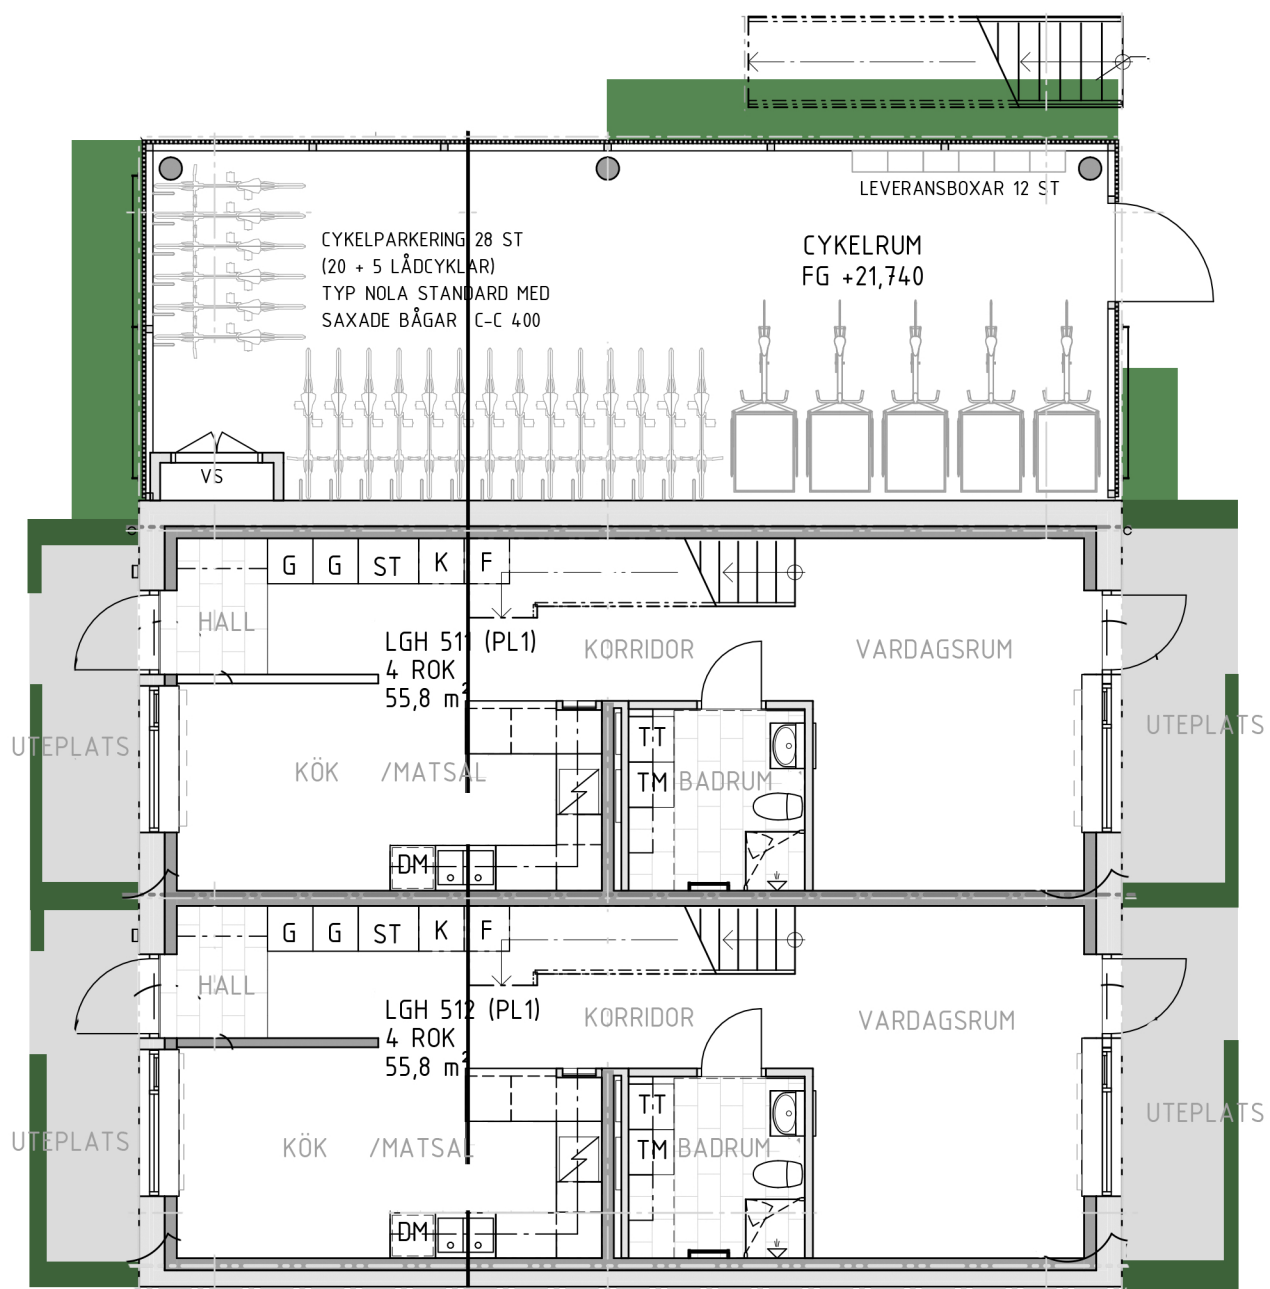 LEVERANSBOXAR 12 ST
CYKELPARKERING 28 ST
(20 + 5 LÅDCYKLAR)
TYP NOLA STANDARD MED
SAXADE BÅGAR C-C 400
CYKELRUM
FG +21,740
VS
G G ST K F
HALL
LGH 511 (PL1)
4 ROK
55,8 m²
KORRIDOR
VARDAGSRUM
UTEPLATS
UTEPLATS
KÖK /MATSAL
TT
TM
BADRUM
DM
G G ST K F
HALL
LGH 512 (PL1)
4 ROK
55,8 m²
KORRIDOR
VARDAGSRUM
UTEPLATS
UTEPLATS
KÖK /MATSAL
TT
TM
BADRUM
DM